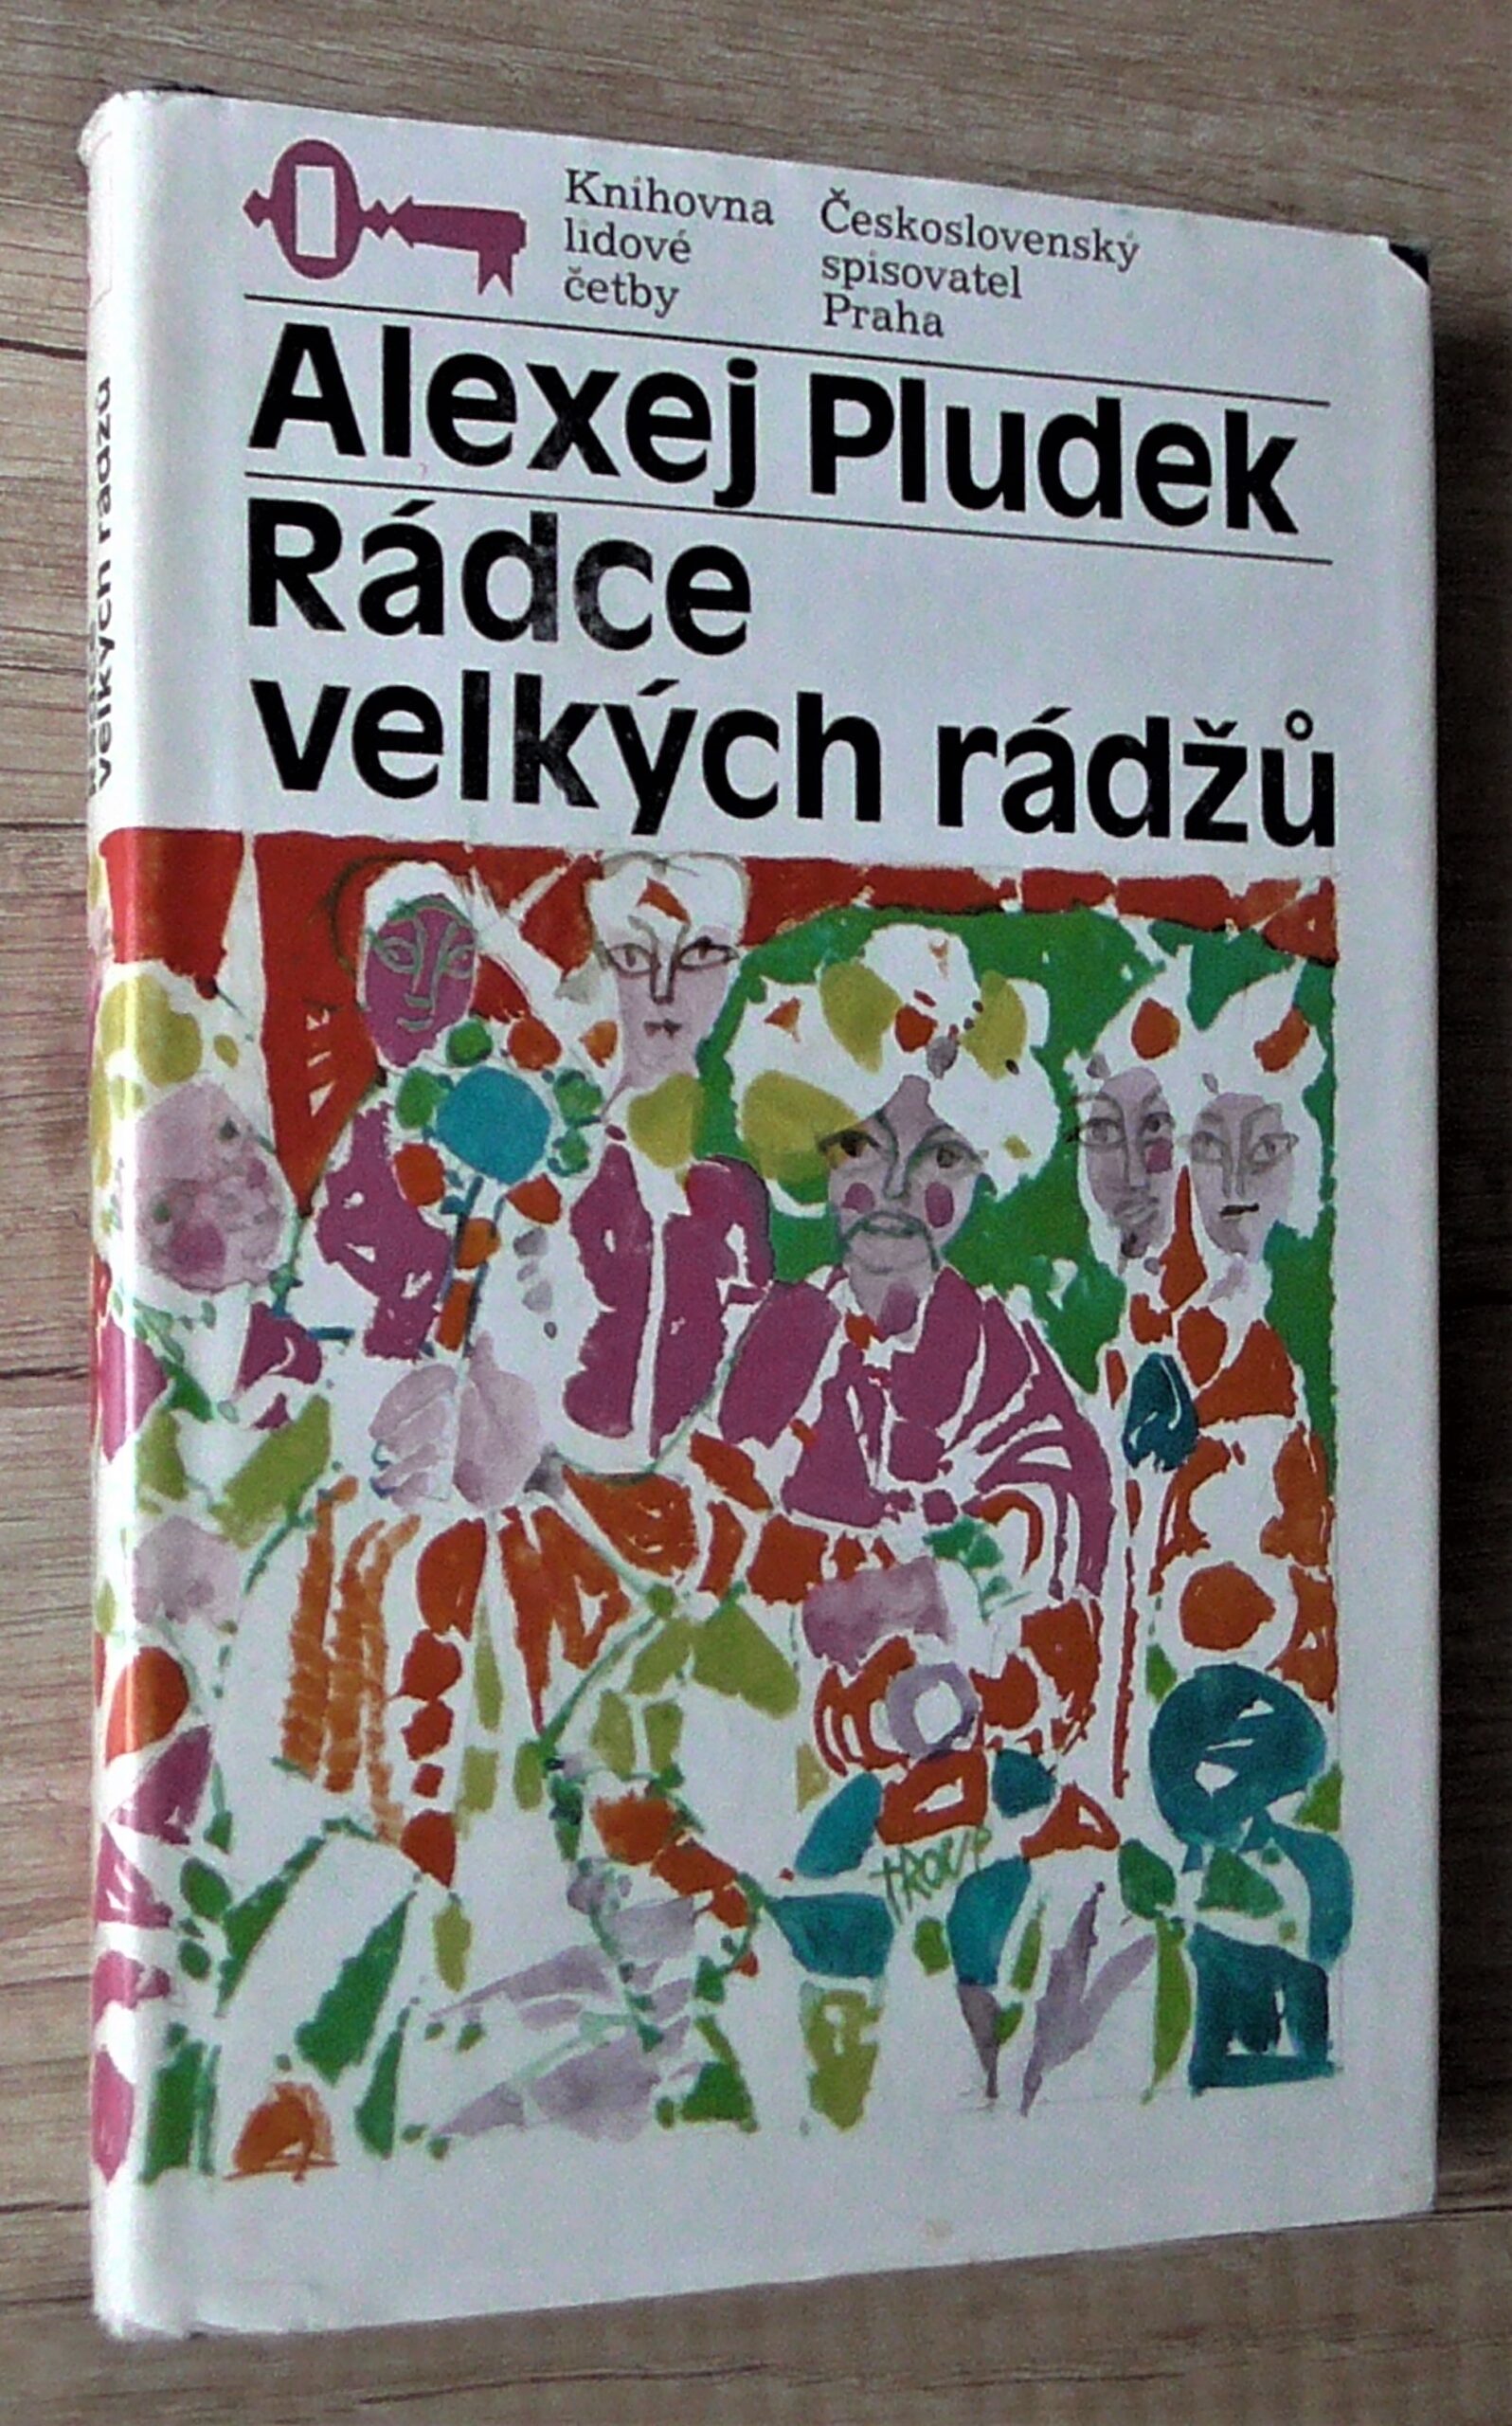 Knihovna
lidové
četby
Československý
spisovatel
Praha
Alexej Pludek
Rádce
velkých rádžů
velkých rádžů